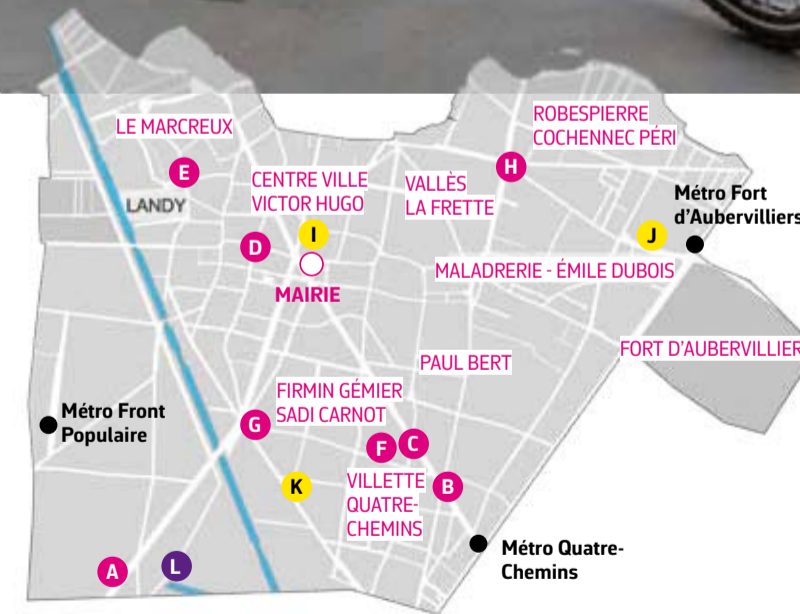 LE MARCREUX
E
LANDY
CENTRE VILLE
VICTOR HUGO
D
I
MAIRIE
VALLÈS
LA FRETTE
ROBESPIERRE
COCHENNEC PÉRI
H
Métro Fort
d'Aubervilliers
J
MALADRERIE - ÉMILE DUBOIS
FORT D'AUBERVILLIER
PAUL BERT
FIRMIN GÉMIER
SADI CARNOT
G
Métro Front
Populaire
F
C
K
VILLETTE
QUATRE-
CHEMINS
B
Métro Quatre-
Chemins
A
L